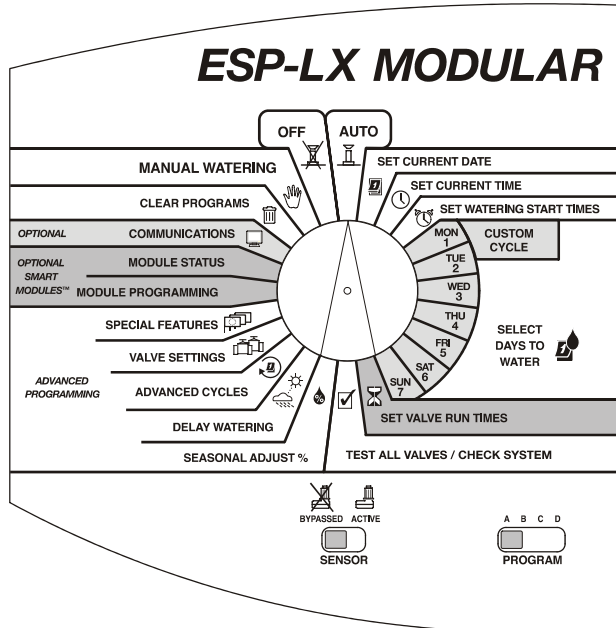 ESP-LX MODULAR
OFF
AUTO
MANUAL WATERING
SET CURRENT DATE
CLEAR PROGRAMS
SET CURRENT TIME
SET WATERING START TIMES
OPTIONAL
COMMUNICATIONS
MON
1
CUSTOM
CYCLE
OPTIONAL
SMART
MODULES™
MODULE STATUS
MODULE PROGRAMMING
TUE
2
WED
3
THU
4
FRI
5
SAT
6
SUN
7
SELECT
DAYS TO
WATER
SPECIAL FEATURES
VALVE SETTINGS
ADVANCED
PROGRAMMING
ADVANCED CYCLES
DELAY WATERING
SEASONAL ADJUST %
SET VALVE RUN TIMES
TEST ALL VALVES / CHECK SYSTEM
BYPASSED ACTIVE
SENSOR
A B C D
PROGRAM